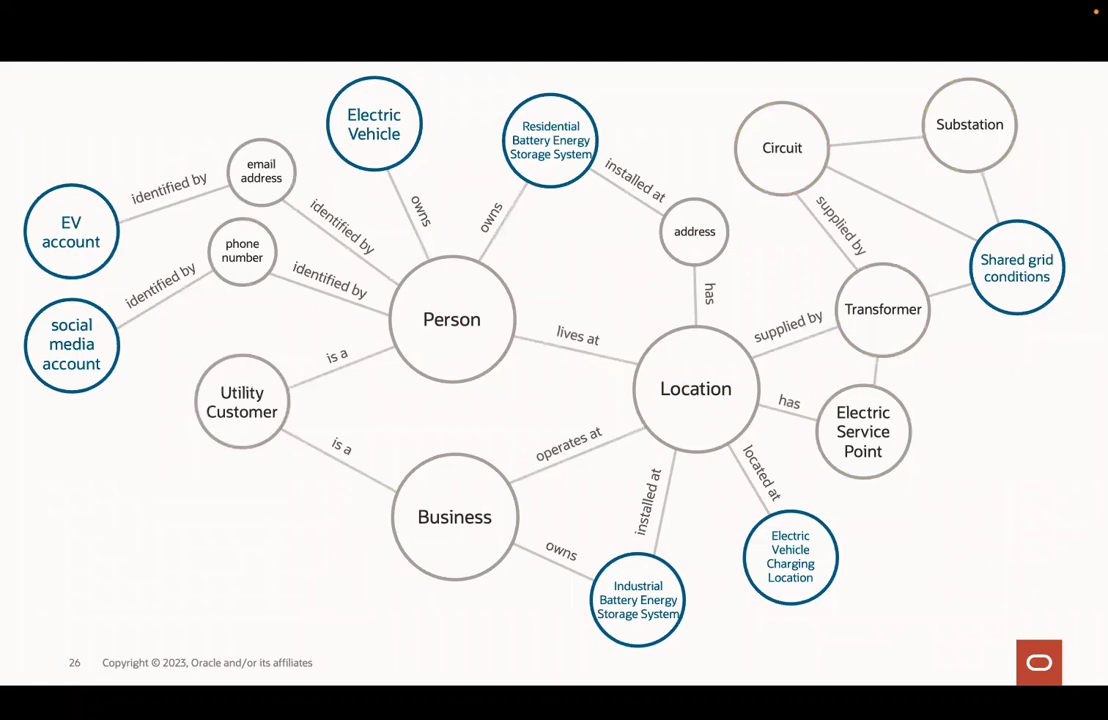 Electric
Vehicle
Residential
Battery Energy
Storage System
Circuit
Substation
email
address
identified by
owns
owns
installed at
EV
account
identified by
phone
number
identified by
identified by
address
supplied by
Shared grid
conditions
social
media
account
Person
has
Transformer
is a
lives at
supplied by
Utility
Customer
Location
has
Electric
Service
Point
is a
operates at
installed at
located at
Business
owns
Electric
Vehicle
Charging
Location
Industrial
Battery Energy
Storage System
26 Copyright © 2023, Oracle and/or its affiliates